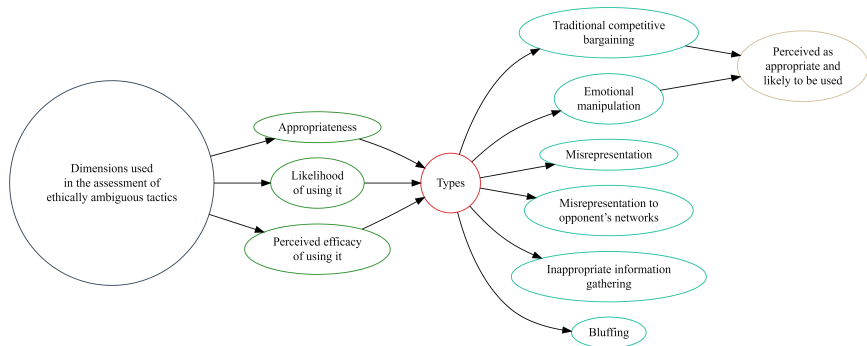 Dimensions used
in the assessment of
ethically ambiguous tactics
Appropriateness
Likelihood
of using it
Perceived efficacy
of using it
Types
Traditional competitive
bargaining
Emotional
manipulation
Misrepresentation
Misrepresentation to
opponent's networks
Inappropriate information
gathering
Bluffing
Perceived as
appropriate and
likely to be used